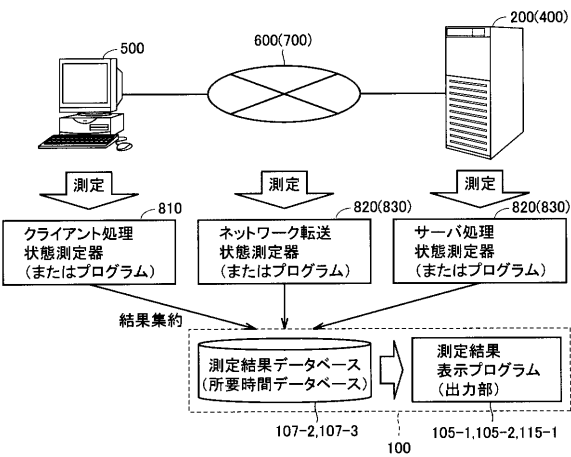 500
600(700)
200(400)
測定
測定
測定
810
820(830)
820(830)
クライアント処理
状態測定器
(またはプログラム)
ネットワーク転送
状態測定器
(またはプログラム)
サーバ処理
状態測定器
(またはプログラム)
結果集約
測定結果データベース
(所要時間データベース)
測定結果
表示プログラム
(出力部)
107-2,107-3
100
105-1,105-2,115-1